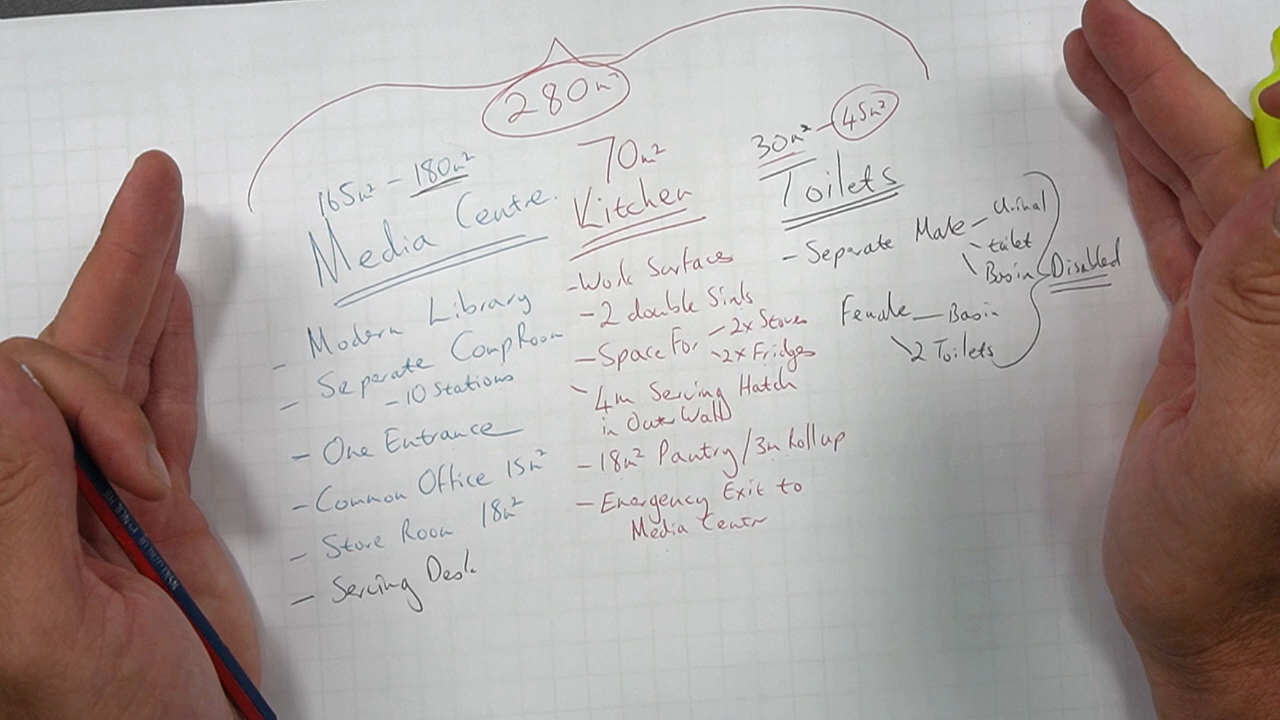 280m²
165m² - 180m²
Media Centre.
- Modern Library
- Seperate Comp Room
- 10 Stations
- One Entrance
- Common Office 15m²
- Store Room 18m²
- Serving Desk
70m²
Kitchen
- Work Surfaces
- 2 double Sinks
- Space For - 2x Stoves
- 2x Fridges
- 4m Serving Hatch
in Outer Wall
- 18m² Pantry/3m Rollup
- Emergency Exit to
Media Centr
30m² - 45m²
Toilets
- Separate Male - Urinal
toilet
Basin
Disabled
Female - Basin
2 Toilets